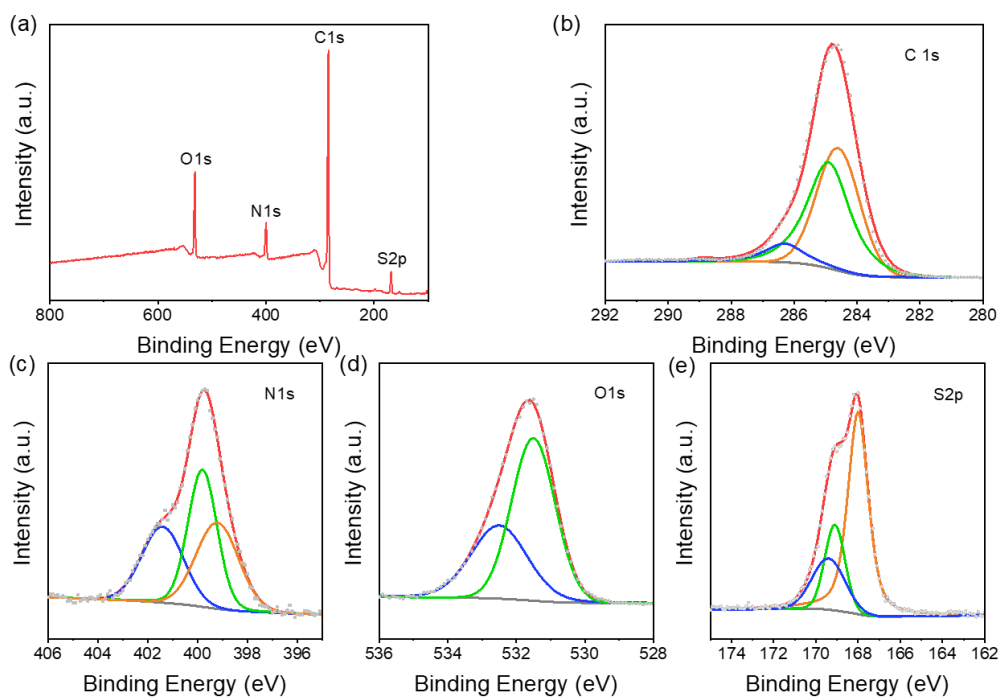 (a)
C1s
O1s
N1s
S2p
Intensity (a.u.)
800 600 400 200
Binding Energy (eV)
(b)
C 1s
Intensity (a.u.)
292 290 288 286 284 282 280
Binding Energy (eV)
(c)
N1s
Intensity (a.u.)
406 404 402 400 398 396
Binding Energy (eV)
(d)
O1s
Intensity (a.u.)
536 534 532 530 528
Binding Energy (eV)
(e)
S2p
Intensity (a.u.)
174 172 170 168 166 164 162
Binding Energy (eV)